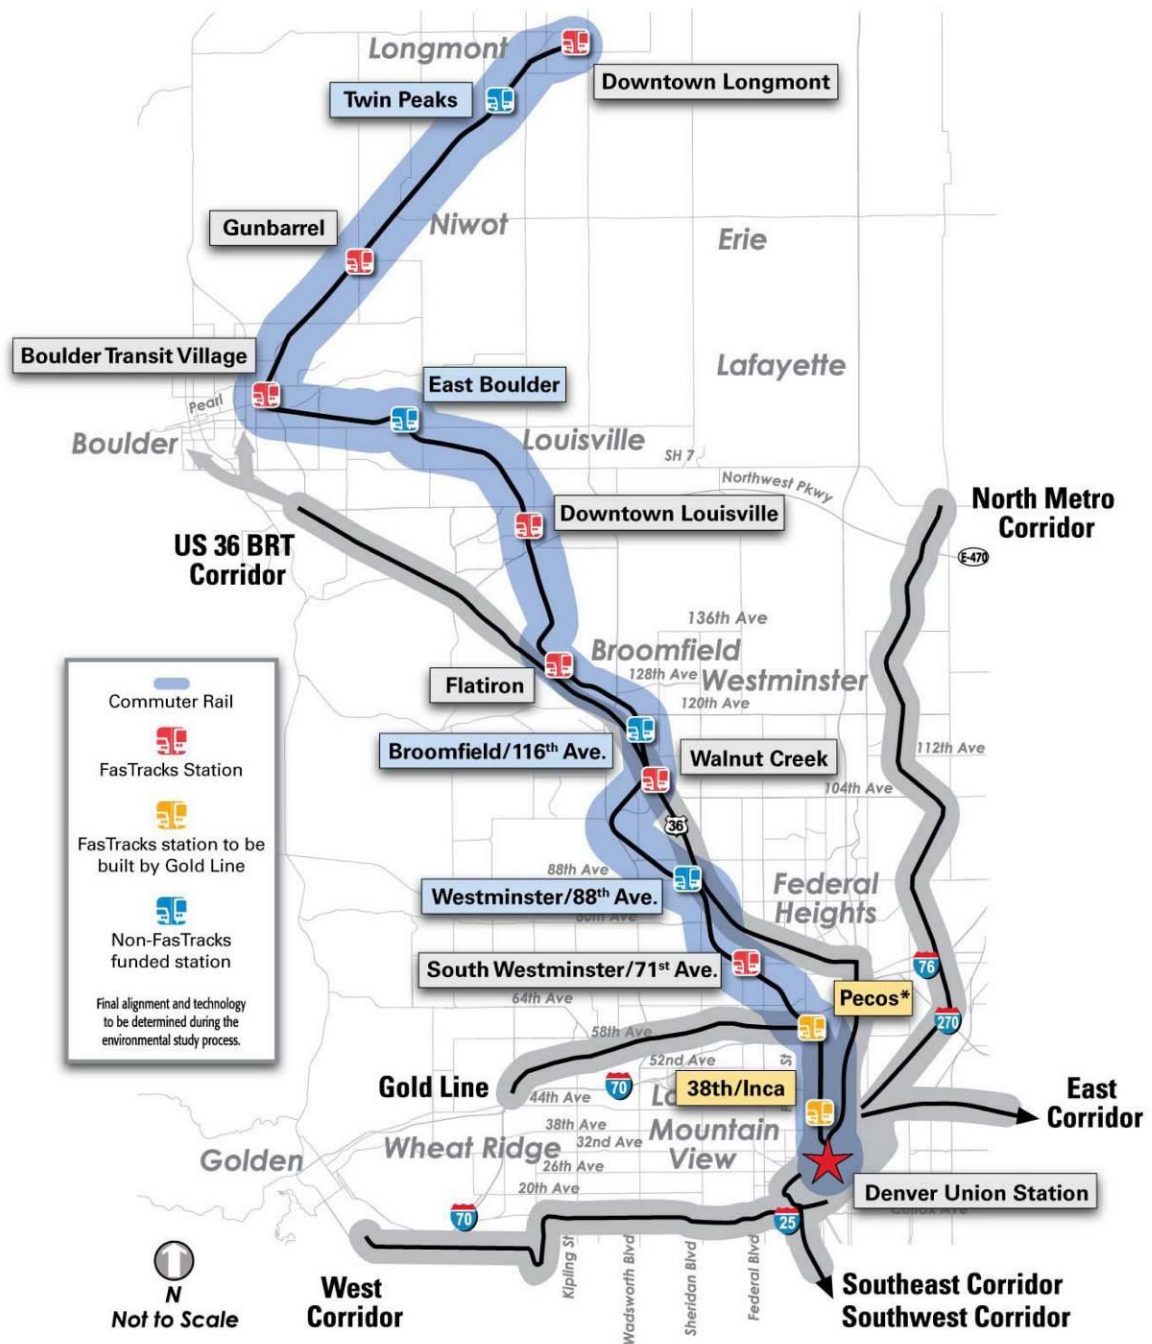 Longmont
Downtown Longmont
Twin Peaks
Gunbarrel
Niwot
Erie
Boulder Transit Village
Lafayette
East Boulder
Pearl
Boulder
Louisville
SH 7
Northwest Pkwy
Downtown Louisville
North Metro
Corridor
E-470
US 36 BRT
Corridor
136th Ave
Broomfield
128th Ave
Westminster
120th Ave
Flatiron
Broomfield/116th Ave.
Walnut Creek
112th Ave
104th Ave
36
88th Ave
Westminster/88th Ave.
80th Ave
Federal
Heights
South Westminster/71st Ave.
64th Ave
76
Pecos*
270
58th Ave
52nd Ave
St
Gold Line
70
44th Ave
38th/Inca
East
Corridor
38th Ave
32nd Ave
Mountain
View
Wheat Ridge
Golden
26th Ave
20th Ave
Denver Union Station
Colfax Ave
70
25
Kipling St
Wadsworth Blvd
Sheridan Blvd
Federal Blvd
West
Corridor
Southeast Corridor
Southwest Corridor
Commuter Rail
FasTracks Station
FasTracks station to be
built by Gold Line
Non-FasTracks
funded station
Final alignment and technology
to be determined during the
environmental study process.
N
Not to Scale